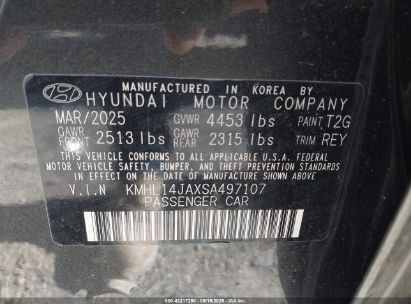 MANUFACTURED IN KOREA BY
HYUNDAI MOTOR COMPANY
MAR/2025 GVWR 4453 lbs PAINT T2G
GAWR FRONT 2513 lbs GAWR REAR 2315 lbs TRIM REY
THIS VEHICLE CONFORMS TO ALL APPLICABLE U.S.A. FEDERAL
MOTOR VEHICLE SAFETY, BUMPER, AND THEFT PREVENTION
STANDARDS IN EFFECT ON THE DATE OF MANUFACTURE SHOWN ABOVE.
V.I.N KMHL14JAXSA497107
PASSENGER CAR